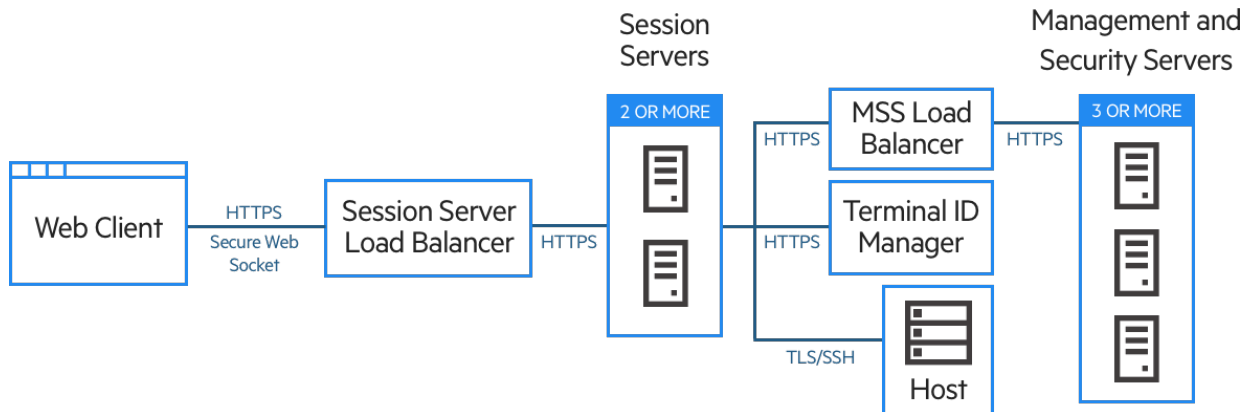 Web Client
HTTPS
Secure Web
Socket
Session Server
Load Balancer
HTTPS
Session
Servers
2 OR MORE
HTTPS
MSS Load
Balancer
HTTPS
Terminal ID
Manager
TLS/SSH
Host
HTTPS
Management and
Security Servers
3 OR MORE